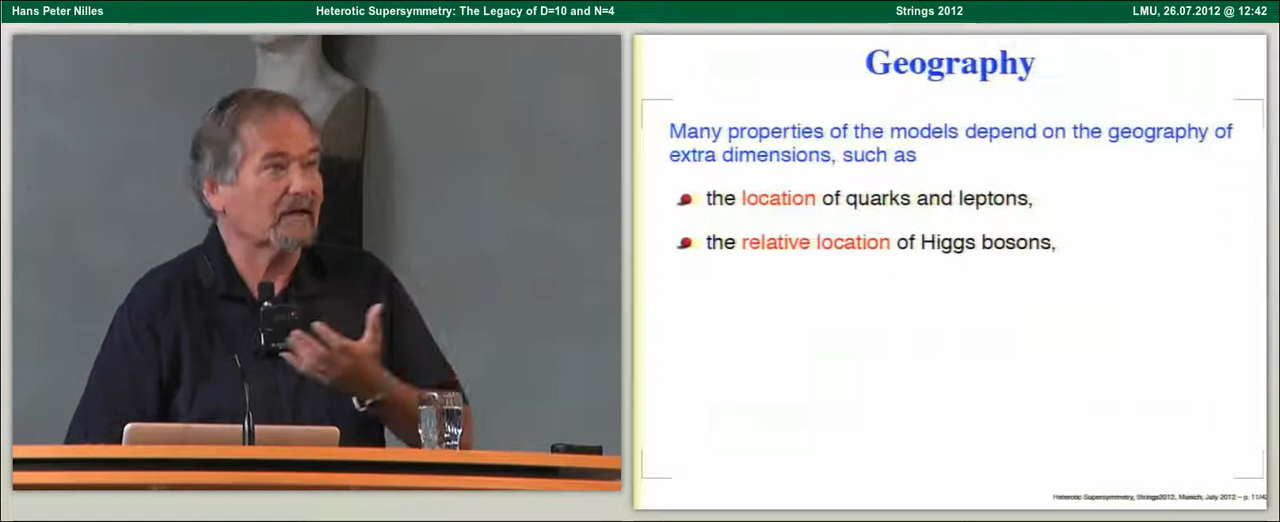 Hans Peter Nilles Heterotic Supersymmetry: The Legacy of D=10 and N=4 Strings 2012 LMU, 26.07.2012 @ 12:42
Geography
Many properties of the models depend on the geography of
extra dimensions, such as
the location of quarks and leptons,
the relative location of Higgs bosons,
Heterotic Supersymmetry, Strings2012, Munich, July 2012 – p. 11/42